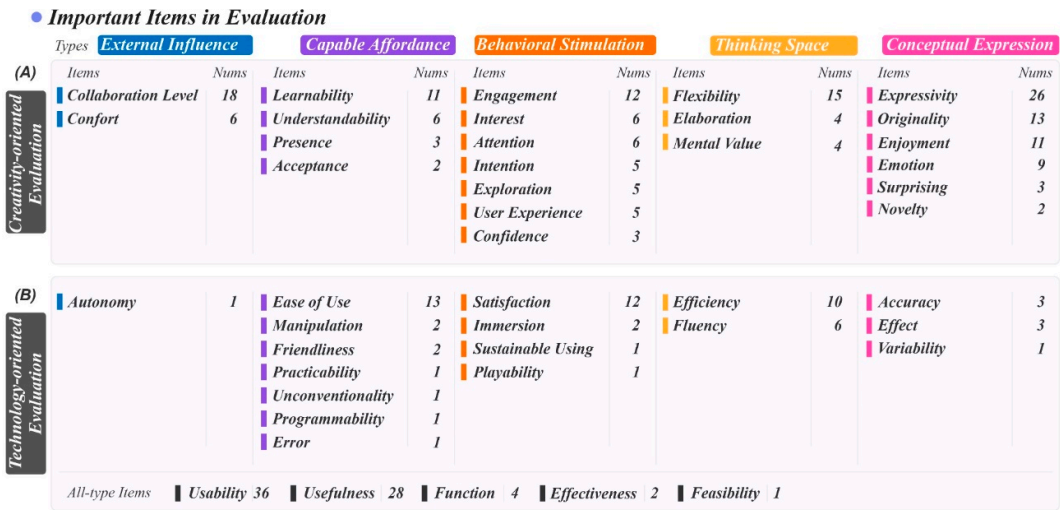 Important Items in Evaluation
Types External Influence Capable Affordance Behavioral Stimulation Thinking Space Conceptual Expression
(A)
Creativity-oriented
Evaluation
Items Nums Items Nums Items Nums Items Nums Items Nums
Collaboration Level 18 Learnability 11 Engagement 12 Flexibility 15 Expressivity 26
Confort 6 Understandability 6 Interest 6 Elaboration 4 Originality 13
Presence 3 Attention 6 Mental Value 4 Enjoyment 11
Acceptance 2 Intention 5 Emotion 9
Exploration 5 Surprising 3
User Experience 5 Novelty 2
Confidence 3
(B)
Technology-oriented
Evaluation
Autonomy 1 Ease of Use 13 Satisfaction 12 Efficiency 10 Accuracy 3
Manipulation 2 Immersion 2 Fluency 6 Effect 3
Friendliness 2 Sustainable Using 1 Variability 1
Practicability 1 Playability 1
Unconventionality 1
Programmability 1
Error 1
All-type Items Usability 36 Usefulness 28 Function 4 Effectiveness 2 Feasibility 1